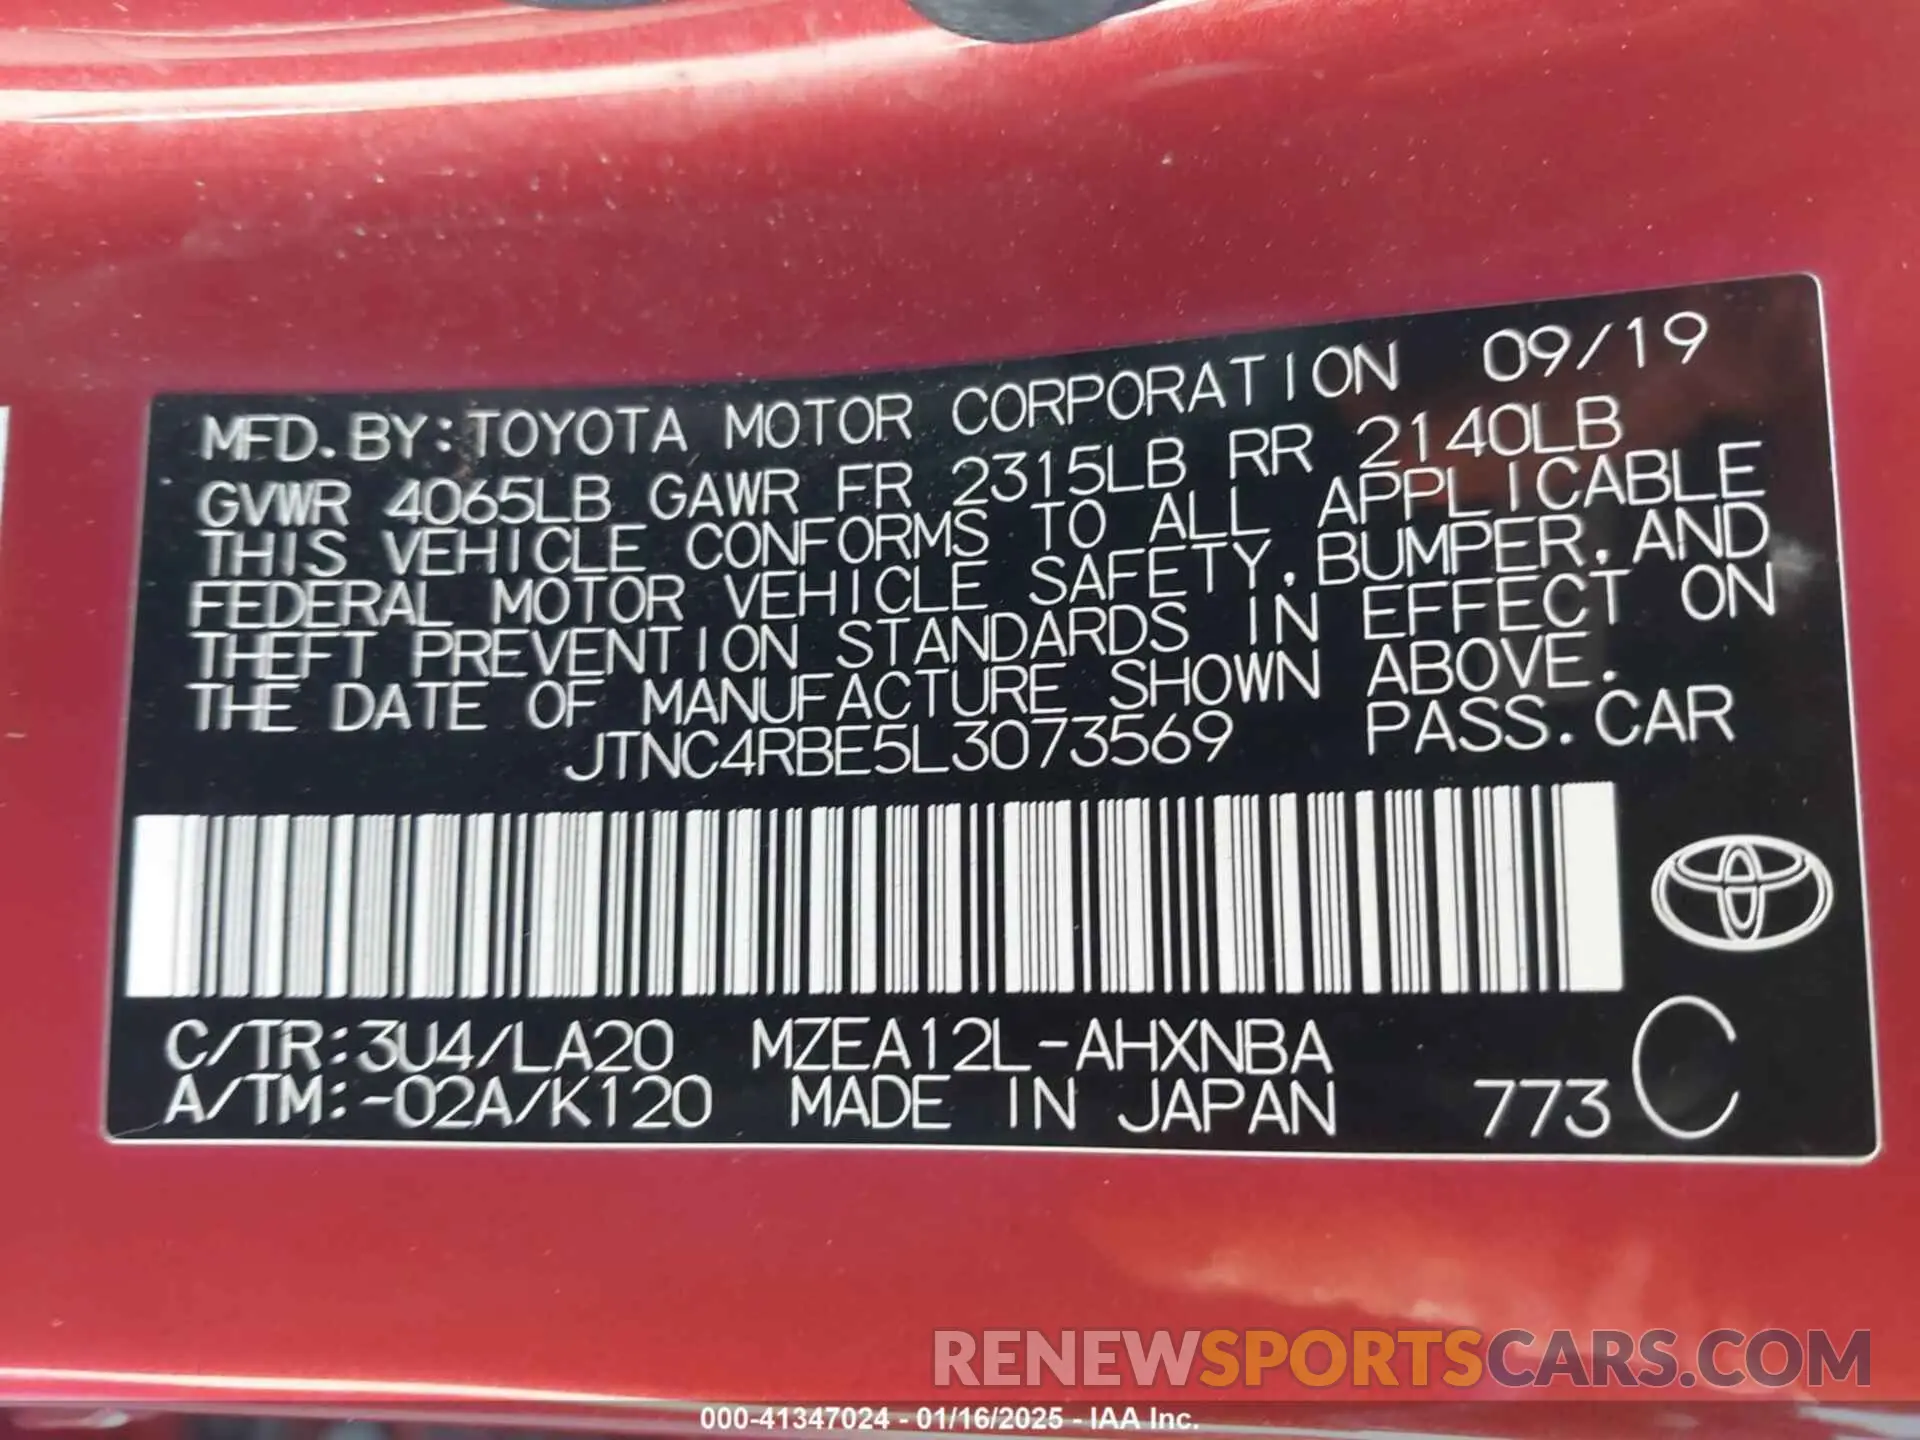 MFD.BY:TOYOTA MOTOR CORPORATION 09/19
GVWR 4065LB GAWR FR 2315LB RR 2140LB
THIS VEHICLE CONFORMS TO ALL APPLICABLE
FEDERAL MOTOR VEHICLE SAFETY,BUMPER,AND
THEFT PREVENTION STANDARDS IN EFFECT ON
THE DATE OF MANUFACTURE SHOWN ABOVE.
JTNC4RBE5L3073569 PASS.CAR
C/TR:3U4/LA20 MZEA12L-AHXNBA
A/TM:-02A/K120 MADE IN JAPAN 773 C
RENEWSPORTSCARS.COM
000-41347024 - 01/16/2025 - IAA Inc.